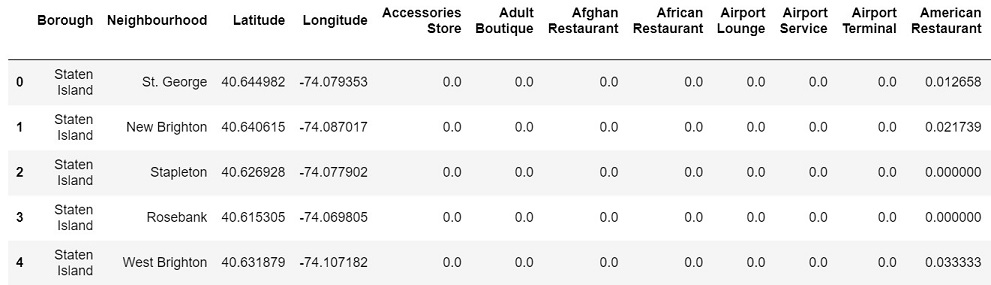 Borough Neighbourhood Latitude Longitude Accessories Store Adult Boutique Afghan Restaurant African Restaurant Airport Lounge Airport Service Airport Terminal American Restaurant
0 Staten Island St. George 40.644982 -74.079353 0.0 0.0 0.0 0.0 0.0 0.0 0.0 0.012658
1 Staten Island New Brighton 40.640615 -74.087017 0.0 0.0 0.0 0.0 0.0 0.0 0.0 0.021739
2 Staten Island Stapleton 40.626928 -74.077902 0.0 0.0 0.0 0.0 0.0 0.0 0.0 0.000000
3 Staten Island Rosebank 40.615305 -74.069805 0.0 0.0 0.0 0.0 0.0 0.0 0.0 0.000000
4 Staten Island West Brighton 40.631879 -74.107182 0.0 0.0 0.0 0.0 0.0 0.0 0.0 0.033333